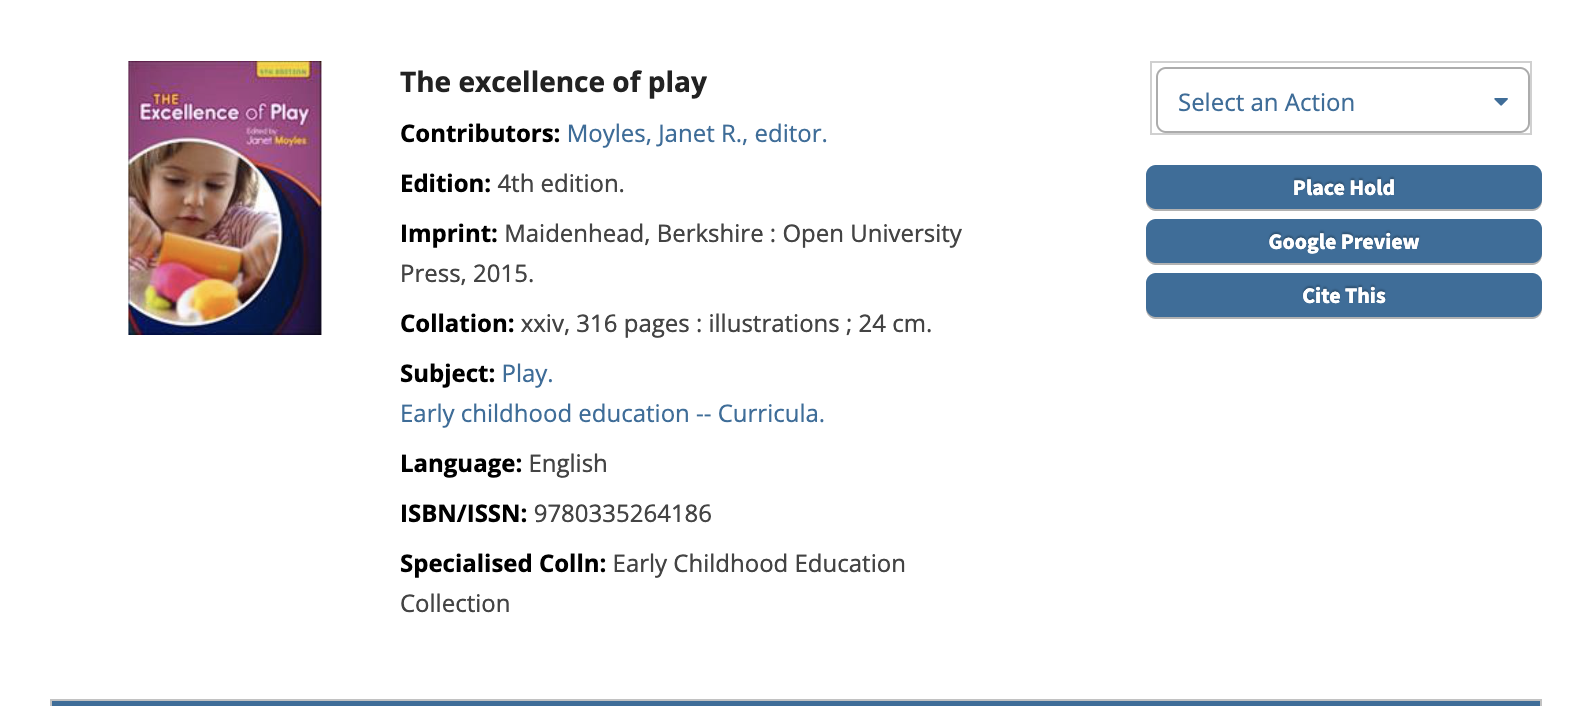 4TH EDITION
THE
Excellence of Play
Edited by
Janet Moyles
The excellence of play
Contributors: Moyles, Janet R., editor.
Edition: 4th edition.
Imprint: Maidenhead, Berkshire : Open University
Press, 2015.
Collation: xxiv, 316 pages : illustrations ; 24 cm.
Subject: Play.
Early childhood education -- Curricula.
Language: English
ISBN/ISSN: 9780335264186
Specialised Colln: Early Childhood Education
Collection
Select an Action
Place Hold
Google Preview
Cite This